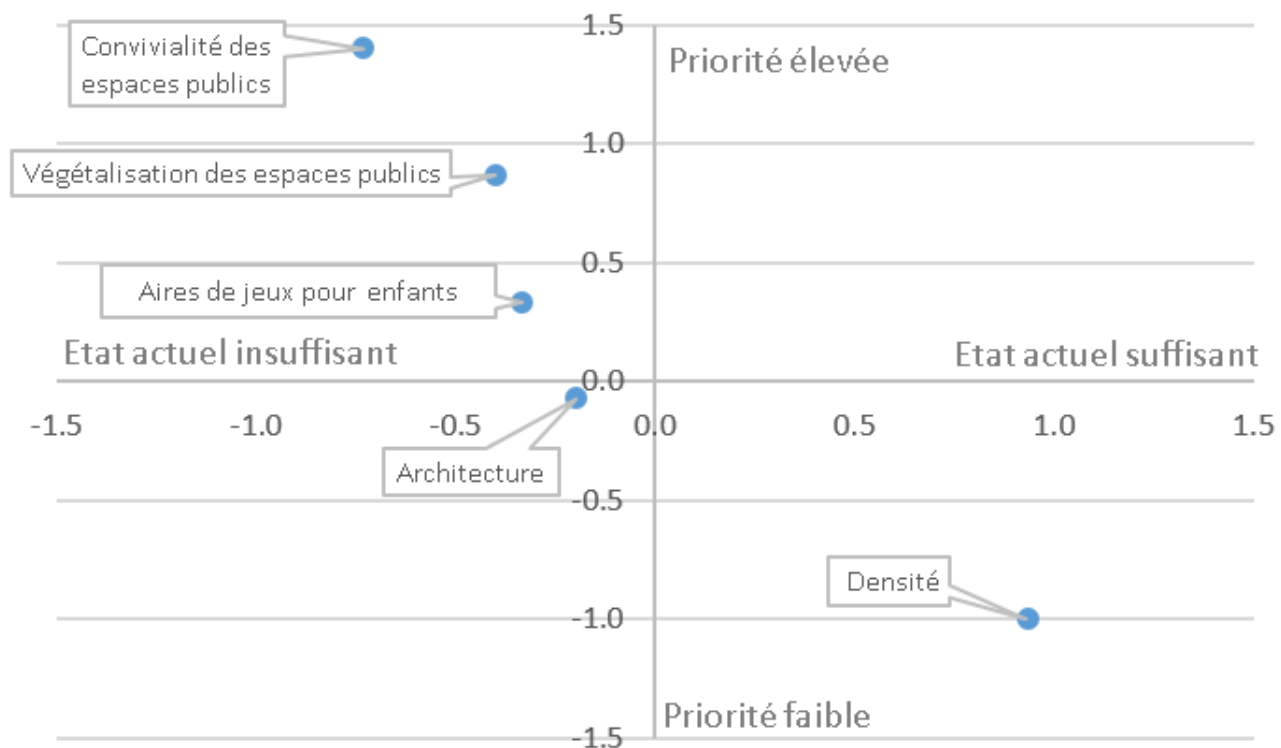 1.5
Convivialité des
espaces publics
Priorité élevée
1.0
Végétalisation des espaces publics
0.5
Aires de jeux pour enfants
Etat actuel insuffisant
Etat actuel suffisant
0.0
-1.5 -1.0 -0.5 0.0 0.5 1.0 1.5
Architecture
-0.5
Densité
-1.0
Priorité faible
-1.5